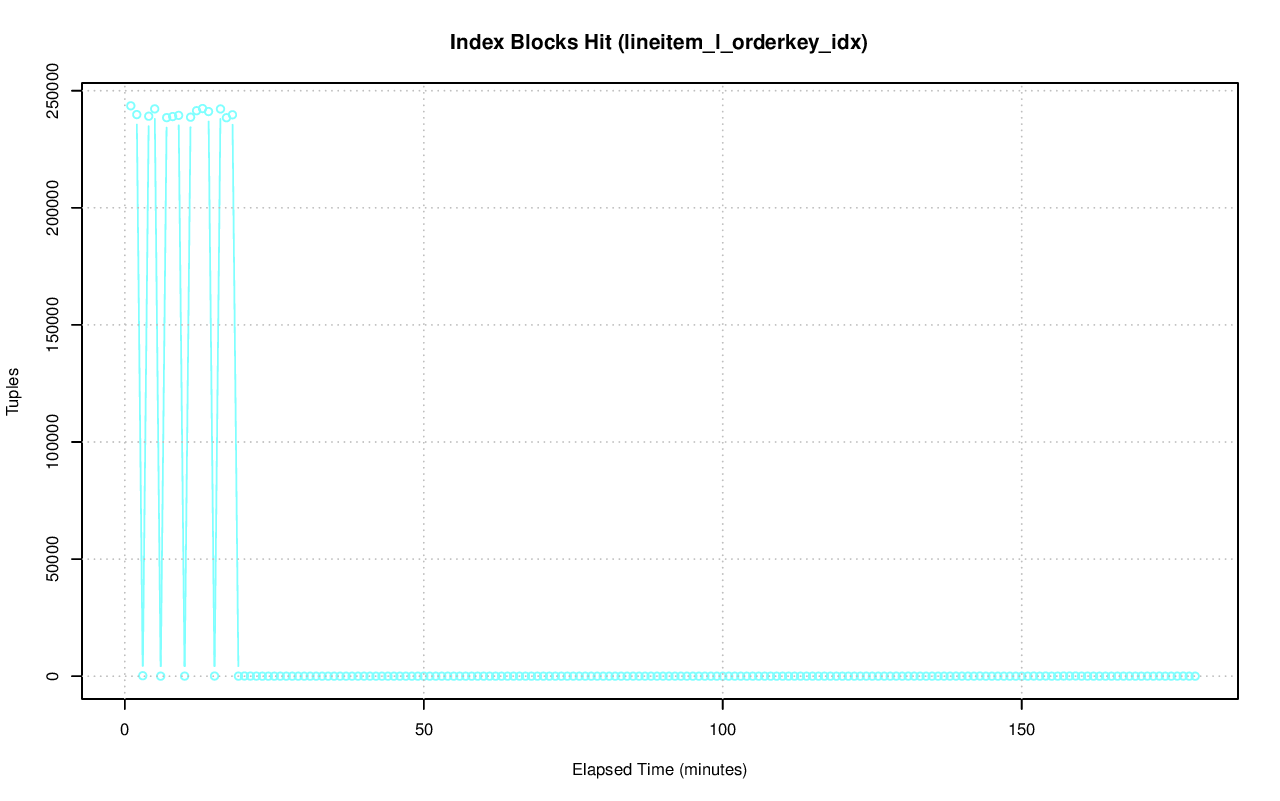 Index Blocks Hit (lineitem_l_orderkey_idx)
250000
200000
150000
100000
50000
0
Tuples
0 50 100 150
Elapsed Time (minutes)